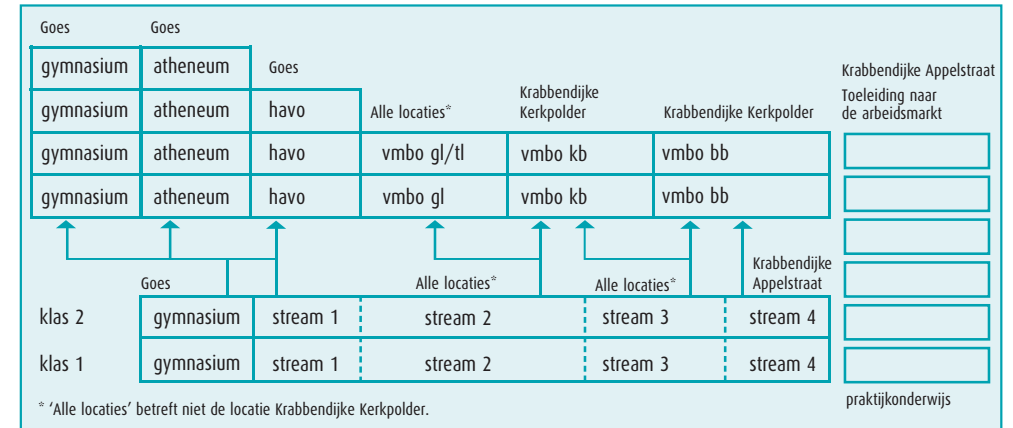 Goes Goes
gymnasium atheneum Goes
gymnasium atheneum havo Alle locaties* Krabbendijke
Kerkpolder Krabbendijke Kerkpolder
gymnasium atheneum havo vmbo gl/tl vmbo kb vmbo bb
gymnasium atheneum havo vmbo gl vmbo kb vmbo bb
Goes Alle locaties* Alle locaties* Krabbendijke
Appelstraat
klas 2 gymnasium stream 1 stream 2 stream 3 stream 4
klas 1 gymnasium stream 1 stream 2 stream 3 stream 4
Krabbendijke Appelstraat
Toeleiding naar
de arbeidsmarkt
praktijkonderwijs
* ‘Alle locaties’ betreft niet de locatie Krabbendijke Kerkpolder.